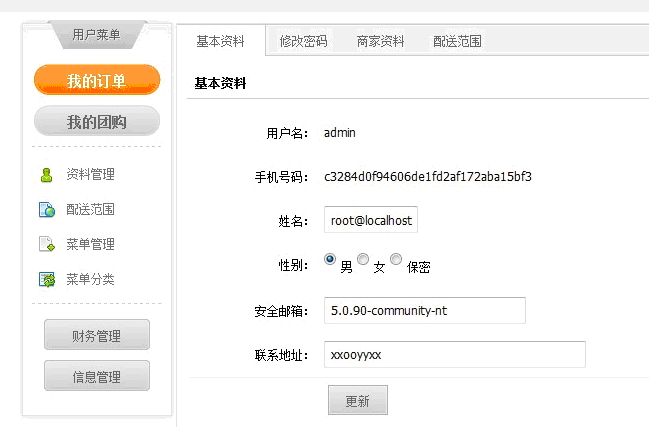 用户菜单
我的订单
我的团购
资料管理
配送范围
菜单管理
菜单分类
财务管理
信息管理
基本资料 修改密码 商家资料 配送范围
基本资料
用户名： admin
手机号码： c3284d0f94606de1fd2af172aba15bf3
姓名： root@localhost
性别： 男 女 保密
安全邮箱： 5.0.90-community-nt
联系地址： xxooyyxx
更新